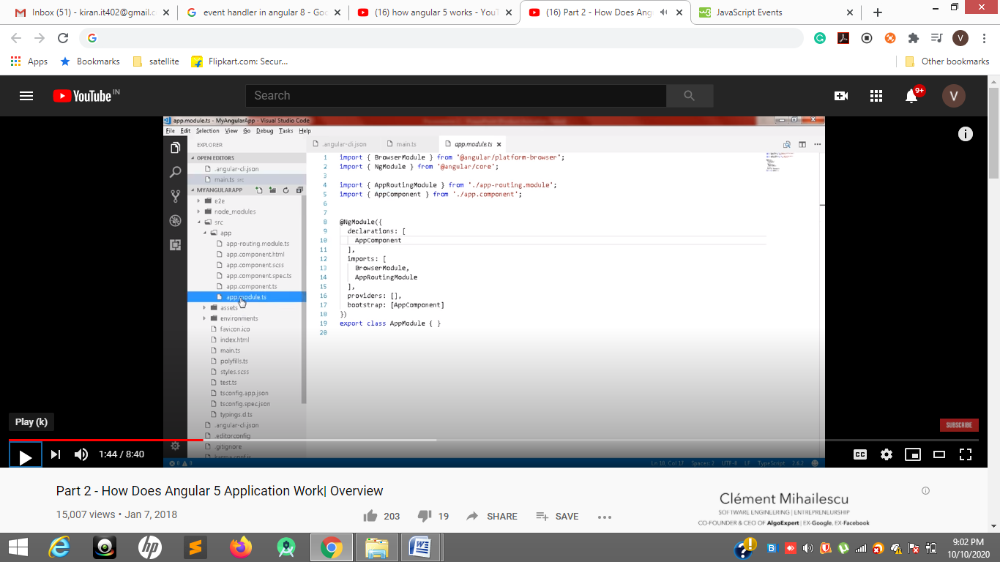 Inbox (51) - kiran.it402@gmail.c
event handler in angular 8 - Goo
(16) how angular 5 works - YouT
(16) Part 2 - How Does Ang
JavaScript Events
Apps Bookmarks satellite Flipkart.com: Secur... Other bookmarks
V
YouTube IN
Search
9+
V
app.module.ts - MyAngularApp - Visual Studio Code
File Edit Selection View Go Debug Tasks Help
EXPLORER
.angular-cli.json main.ts app.module.ts
OPEN EDITORS
.angular-cli.json
main.ts src
MYANGULARAPP
e2e
node_modules
src
app
app-routing.module.ts
app.component.html
app.component.scss
app.component.spec.ts
app.component.ts
app.module.ts
assets
environments
favicon.ico
index.html
main.ts
polyfills.ts
styles.scss
test.ts
tsconfig.app.json
tsconfig.spec.json
typings.d.ts
.angular-cli.json
.editorconfig
.gitignore
karma.conf.js
1 import { BrowserModule } from '@angular/platform-browser';
2 import { NgModule } from '@angular/core';
3
4 import { AppRoutingModule } from './app-routing.module';
5 import { AppComponent } from './app.component';
6
7
8 @NgModule({
9 declarations: [
10 AppComponent
11 ],
12 imports: [
13 BrowserModule,
14 AppRoutingModule
15 ],
16 providers: [],
17 bootstrap: [AppComponent]
18 })
19 export class AppModule { }
20
0 0 Ln 10, Col 17 Spaces: 2 UTF-8 LF TypeScript 2.6.2
Play (k)
SUBSCRIBE
1:44 / 8:40
CC
Part 2 - How Does Angular 5 Application Work| Overview
15,007 views • Jan 7, 2018
203 19 SHARE SAVE
Clément Mihailescu
SOFTWARE ENGINEERING | ENTREPRENEURSHIP
CO-FOUNDER & CEO OF AlgoExpert | EX-Google, EX-Facebook
9:02 PM
10/10/2020